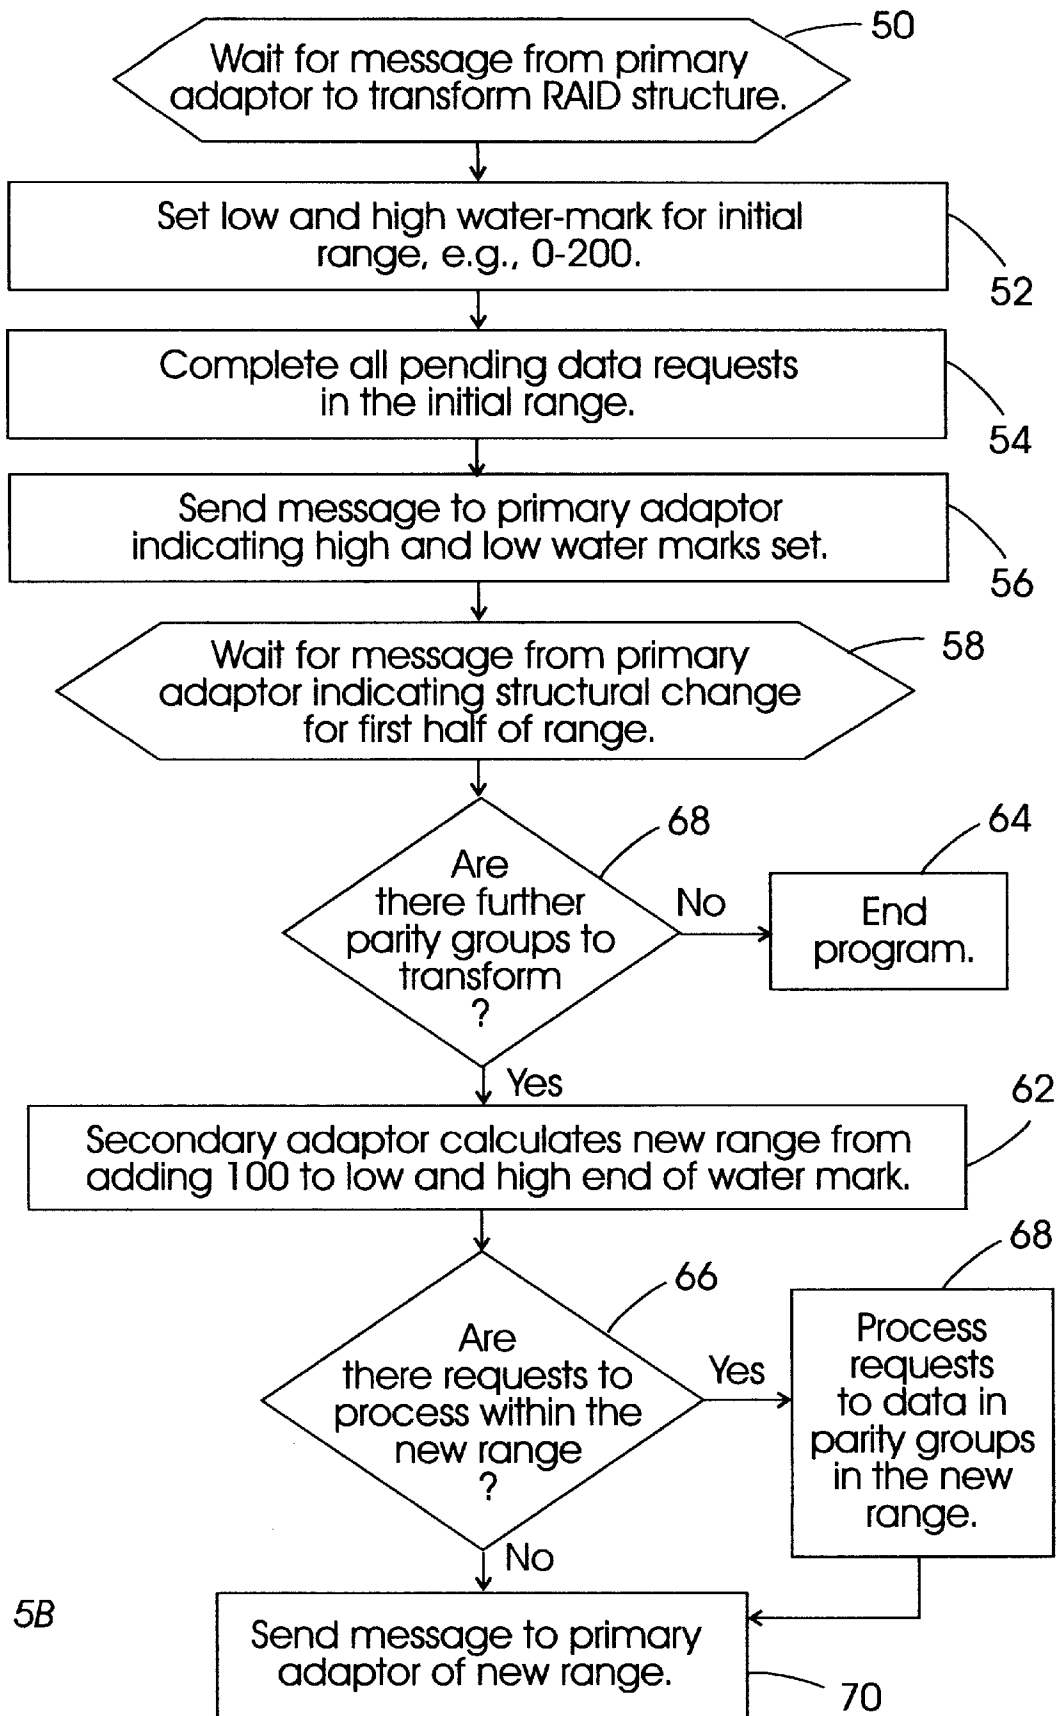 50
Wait for message from primary
adaptor to transform RAID structure.
Set low and high water-mark for initial
range, e.g., 0-200.
52
Complete all pending data requests
in the initial range.
54
Send message to primary adaptor
indicating high and low water marks set.
56
58
Wait for message from primary
adaptor indicating structural change
for first half of range.
68
64
Are
there further
parity groups to
transform
?
No
End
program.
Yes
62
Secondary adaptor calculates new range from
adding 100 to low and high end of water mark.
68
66
Are
there requests to
process within the
new range
?
Yes
Process
requests
to data in
parity groups
in the new
range.
No
5B
Send message to primary
adaptor of new range.
70